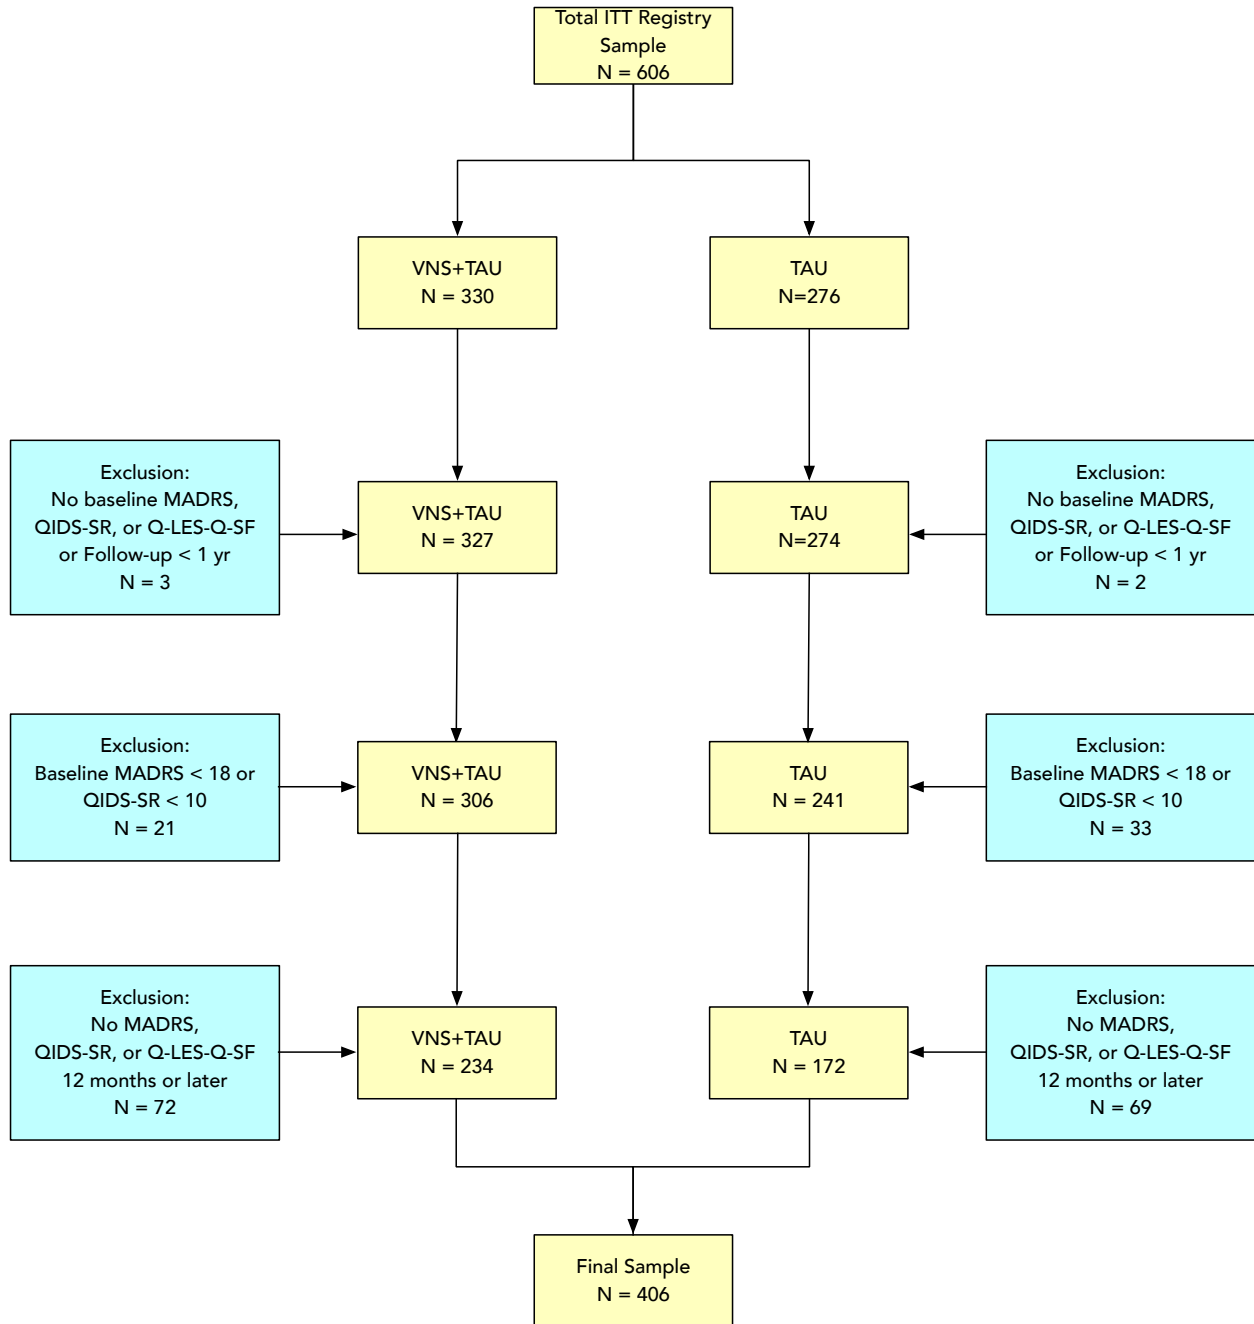 Total ITT Registry
Sample
N = 606
VNS+TAU
N = 330
TAU
N=276
Exclusion:
No baseline MADRS,
QIDS-SR, or Q-LES-Q-SF
or Follow-up < 1 yr
N = 3
VNS+TAU
N = 327
TAU
N=274
Exclusion:
No baseline MADRS,
QIDS-SR, or Q-LES-Q-SF
or Follow-up < 1 yr
N = 2
Exclusion:
Baseline MADRS < 18 or
QIDS-SR < 10
N = 21
VNS+TAU
N = 306
TAU
N = 241
Exclusion:
Baseline MADRS < 18 or
QIDS-SR < 10
N = 33
Exclusion:
No MADRS,
QIDS-SR, or Q-LES-Q-SF
12 months or later
N = 72
VNS+TAU
N = 234
TAU
N = 172
Exclusion:
No MADRS,
QIDS-SR, or Q-LES-Q-SF
12 months or later
N = 69
Final Sample
N = 406